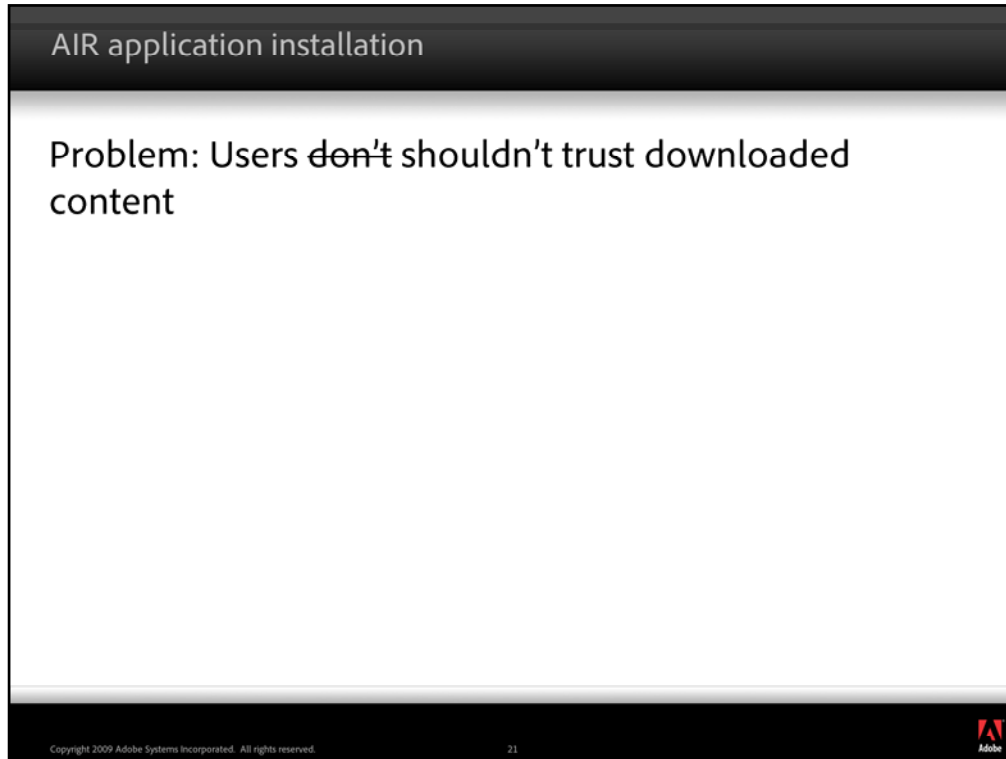 AIR application installation
Problem: Users don't shouldn't trust downloaded
content
Copyright 2009 Adobe Systems Incorporated. All rights reserved.
21
Adobe